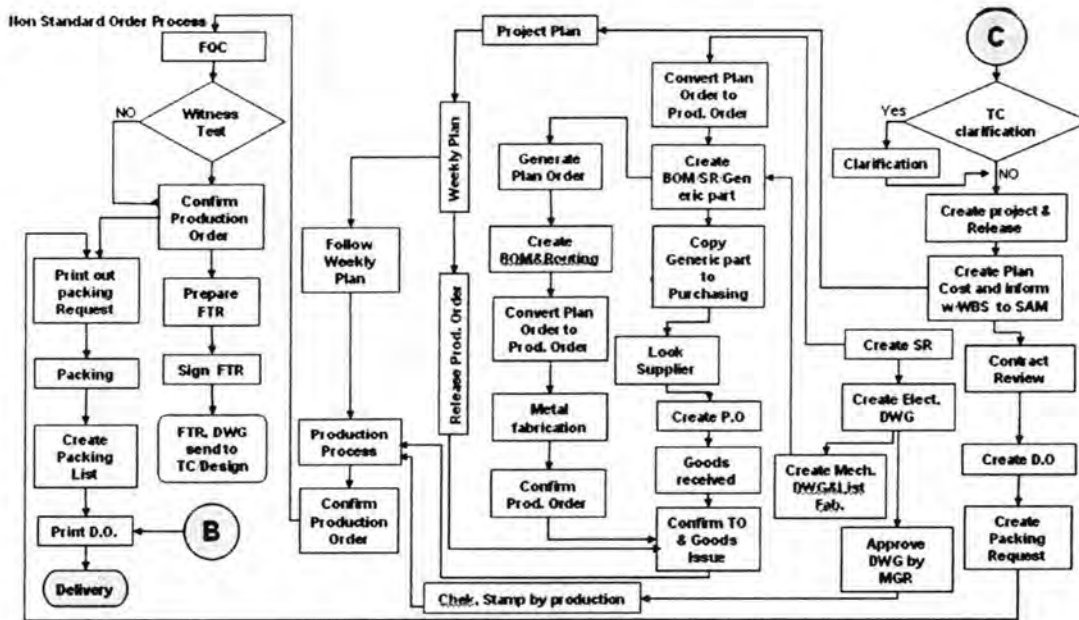 Non Standard Order Process
FOC
NO
Witness
Test
Confirm
Production
Order
Print out
packing
Request
Prepare
FTR
Packing
Sign FTR
Create
Packing
List
FTR, DWG
send to
TC/Design
Print D.O.
B
Delivery
Project Plan
Weekly Plan
Release Prod. Order
Follow
Weekly
Plan
Production
Process
Confirm
Production
Order
Generate
Plan Order
Create
BOM&Routing
Convert Plan
Order to
Prod. Order
Metal
fabrication
Confirm
Prod. Order
Convert Plan
Order to
Prod. Order
Create
BOM/SR/Gen
eric part
Copy
Generic part
to
Purchasing
Look
Supplier
Create P.O
Goods
received
Confirm TO
& Goods
Issue
Chek, Stamp by production
C
Yes
TC
clarification
Clarification
NO
Create project &
Release
Create Plan
Cost and inform
w/WBS to SAM
Create SR
Contract
Review
Create Elect.
DWG
Create Mech.
DWG&List
Fab.
Create D.O
Approve
DWG by
MGR
Create
Packing
Request